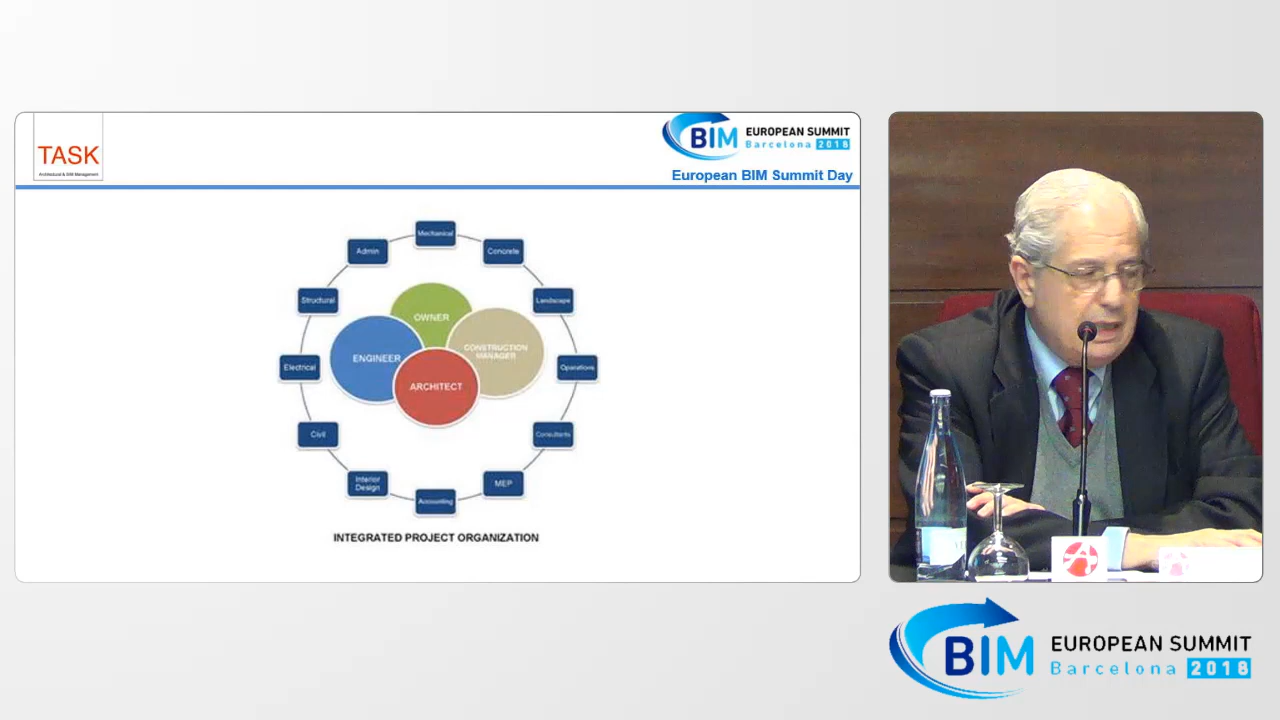 TASK
Architectural & BIM Management
BIM EUROPEAN SUMMIT
Barcelona 2018
European BIM Summit Day
Mechanical
Admin
Concrete
Structural
Landscape
OWNER
ENGINEER
CONSTRUCTION
MANAGER
ARCHITECT
Electrical
Operations
Civil
Consultants
Interior
Design
MEP
Accounting
INTEGRATED PROJECT ORGANIZATION
BIM EUROPEAN SUMMIT
Barcelona 2018